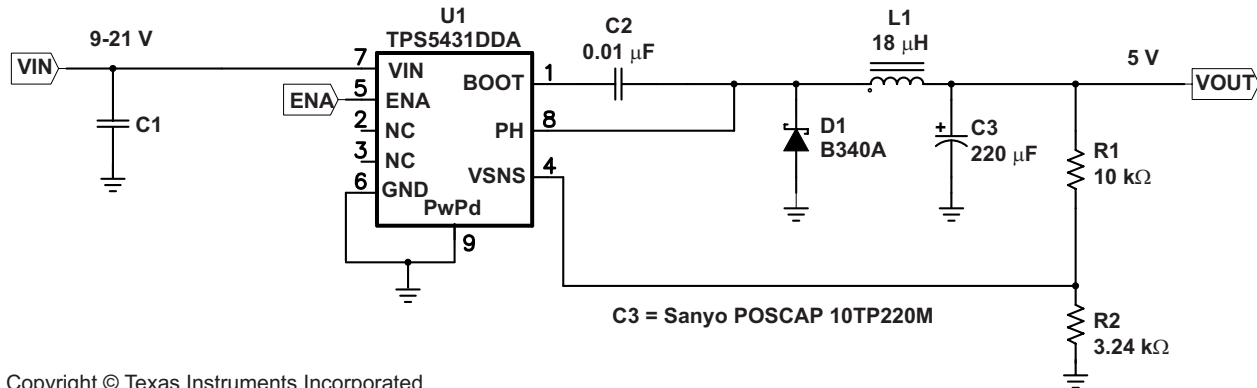 U1
TPS5431DDA
9-21 V
VIN
C1
ENA
7 VIN
5 ENA
2 NC
3 NC
6 GND
BOOT 1
PH 8
VSNS 4
PwPd
9
C2
0.01 μF
L1
18 μH
D1
B340A
C3
220 μF
+
5 V
VOUT
R1
10 kΩ
R2
3.24 kΩ
C3 = Sanyo POSCAP 10TP220M
Copyright © Texas Instruments Incorporated